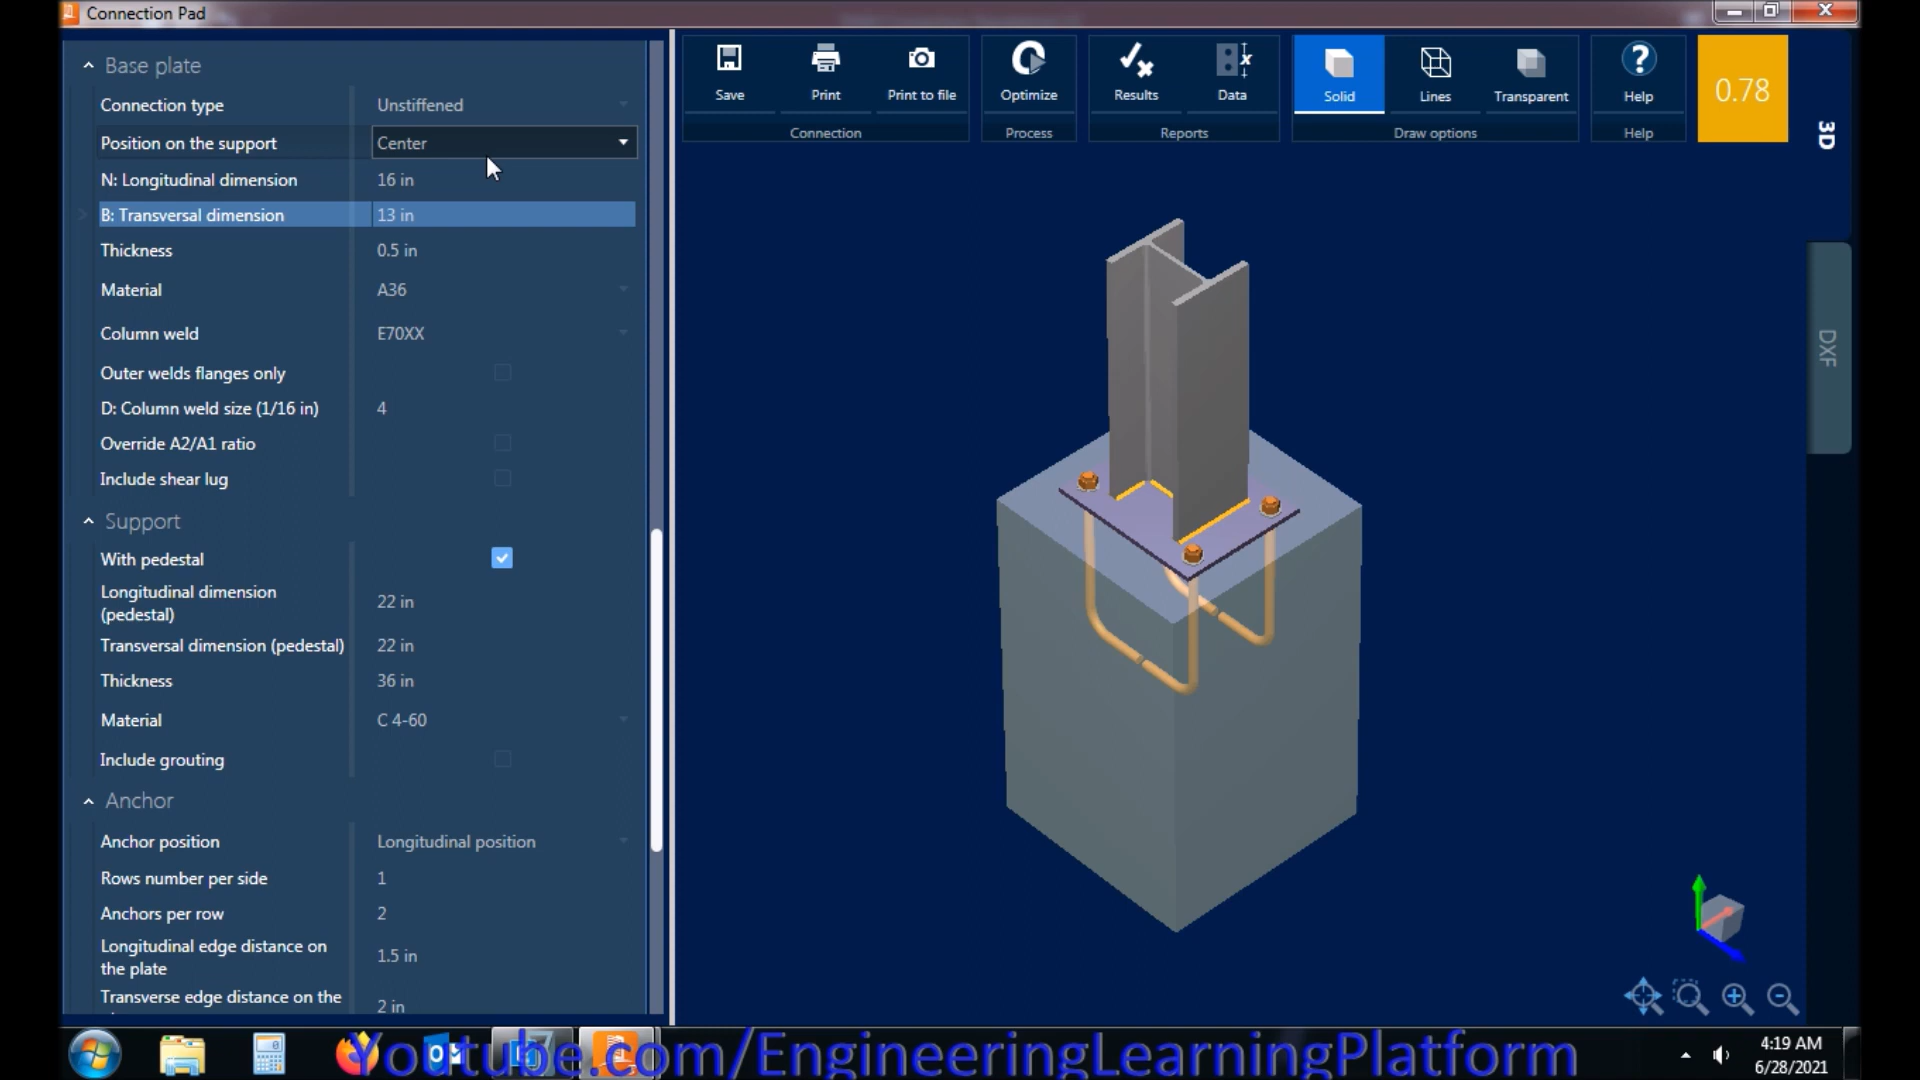 Connection Pad
Base plate
Connection type Unstiffened
Position on the support Center
N: Longitudinal dimension 16 in
B: Transversal dimension 13 in
Thickness 0.5 in
Material A36
Column weld E70XX
Outer welds flanges only
D: Column weld size (1/16 in) 4
Override A2/A1 ratio
Include shear lug
Support
With pedestal
Longitudinal dimension
(pedestal) 22 in
Transversal dimension (pedestal) 22 in
Thickness 36 in
Material C 4-60
Include grouting
Anchor
Anchor position Longitudinal position
Rows number per side 1
Anchors per row 2
Longitudinal edge distance on
the plate 1.5 in
Transverse edge distance on the
2 in
Save Print Print to file Optimize Results Data Solid Lines Transparent Help
Connection Process Reports Draw options Help
0.78
3D
DXF
Youtube.com/EngineeringLearningPlatform
4:19 AM
6/28/2021